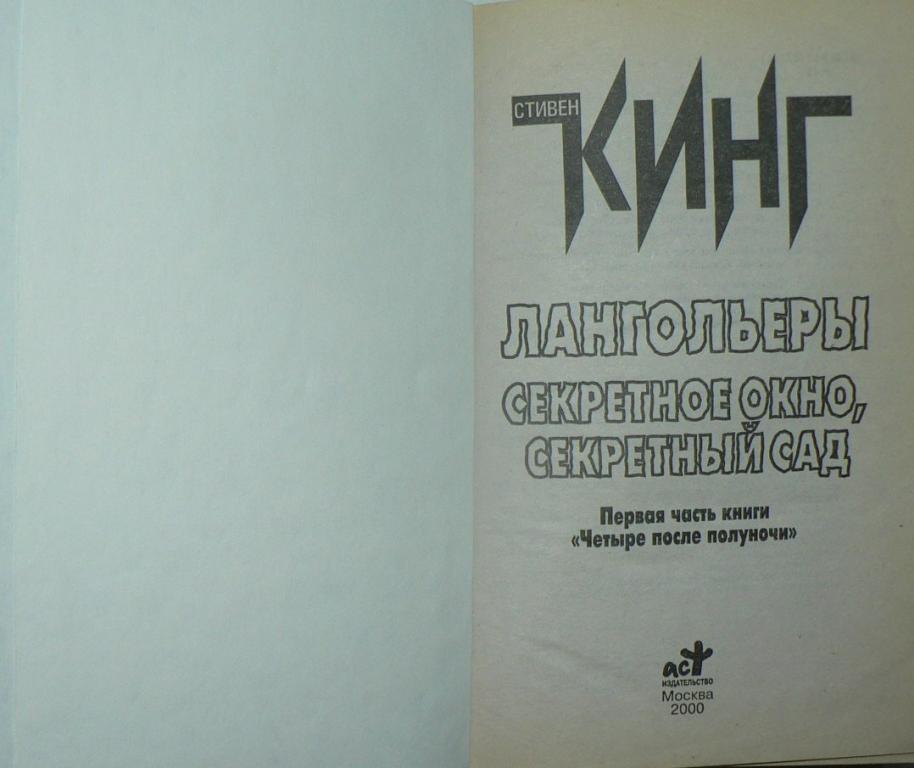 СТИВЕН
КИНГ
ЛАНГОЛЬЕРЫ
СЕКРЕТНОЕ ОКНО,
СЕКРЕТНЫЙ САД
Первая часть книги
«Четыре после полуночи»
аст
ИЗДАТЕЛЬСТВО
Москва
2000